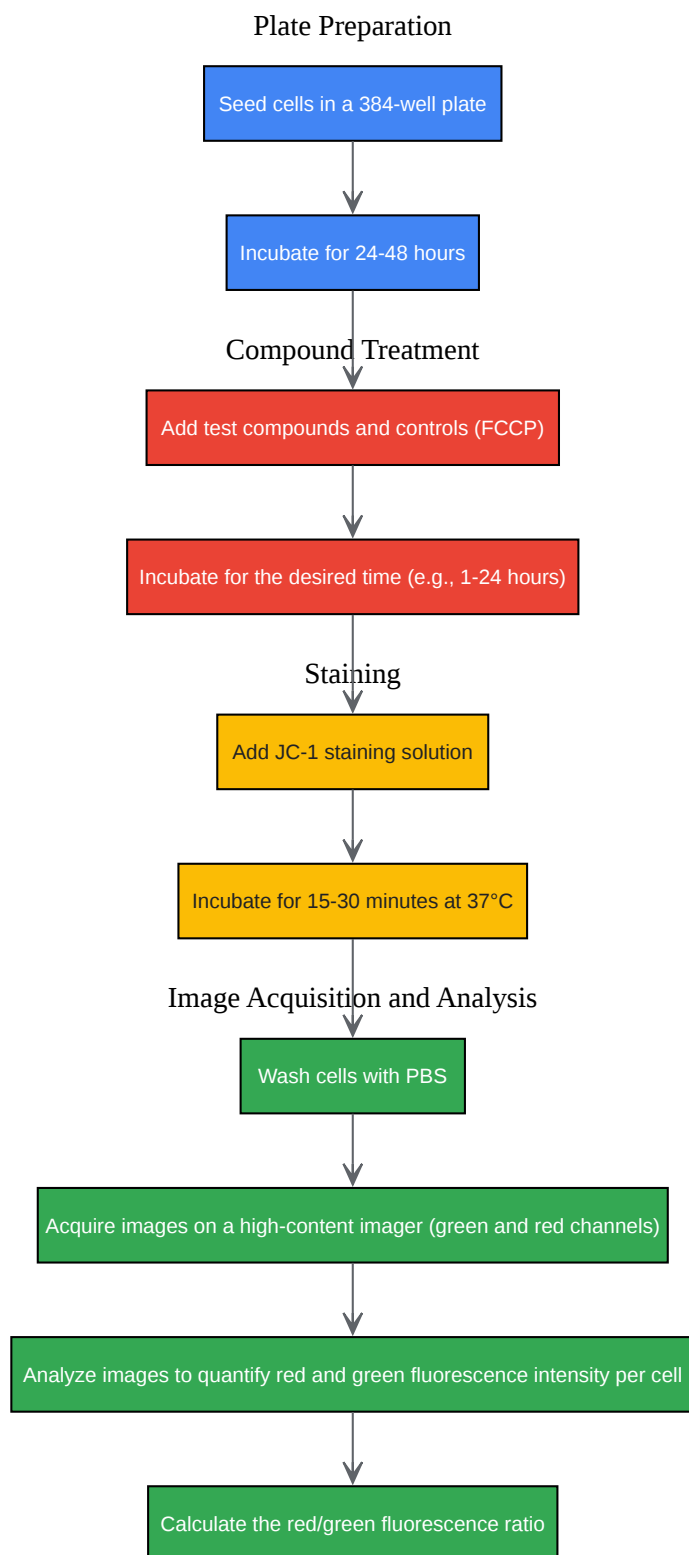 Plate Preparation
Seed cells in a 384-well plate
Incubate for 24-48 hours
Compound Treatment
Add test compounds and controls (FCCP)
Incubate for the desired time (e.g., 1-24 hours)
Staining
Add JC-1 staining solution
Incubate for 15-30 minutes at 37°C
Image Acquisition and Analysis
Wash cells with PBS
Acquire images on a high-content imager (green and red channels)
Analyze images to quantify red and green fluorescence intensity per cell
Calculate the red/green fluorescence ratio